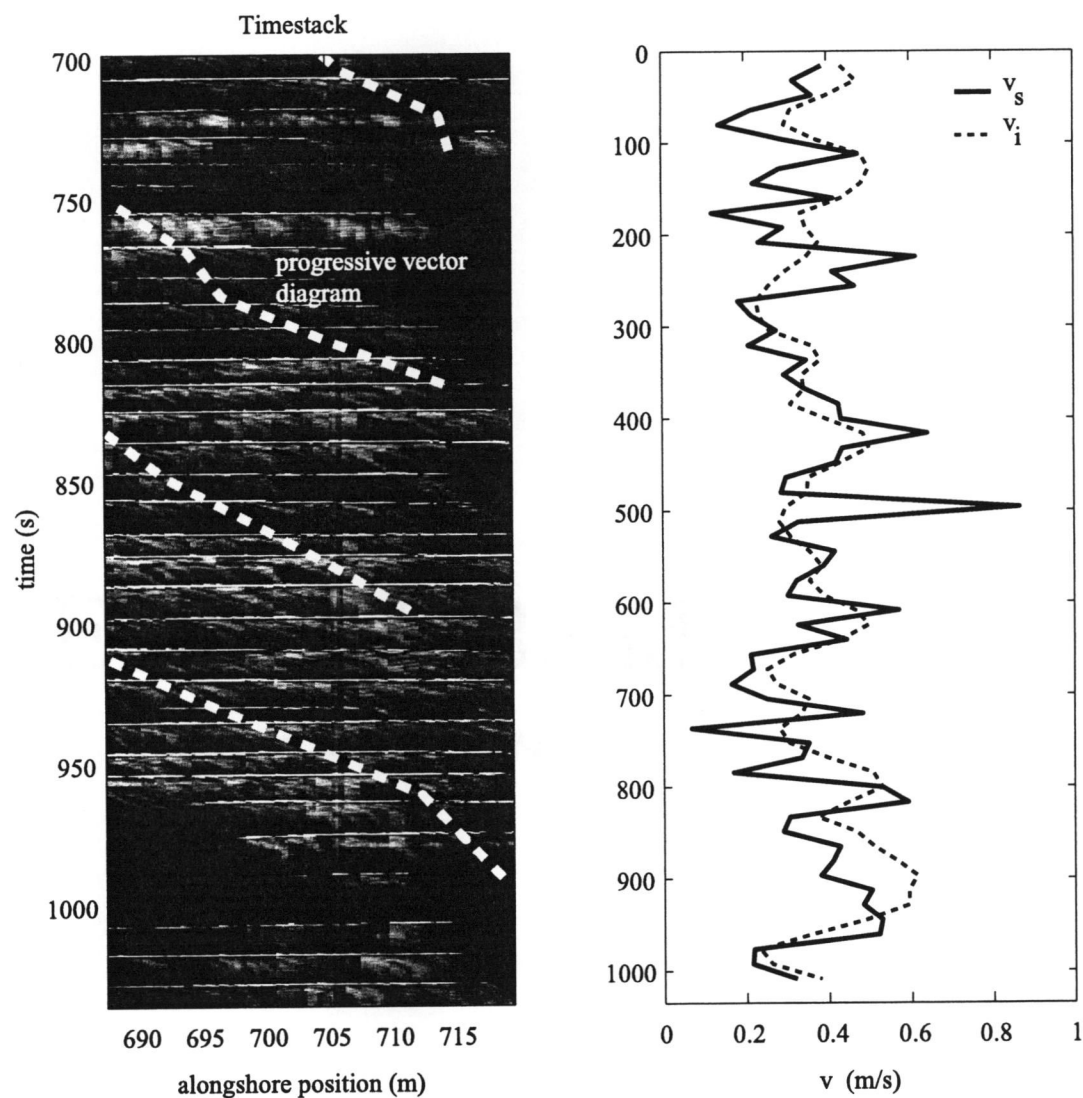 Timestack
700
750
800
850
900
950
1000
time (s)
progressive vector
diagram
690 695 700 705 710 715
alongshore position (m)
0
100
200
300
400
500
600
700
800
900
1000
v_s
v_i
0 0.2 0.4 0.6 0.8 1
v (m/s)